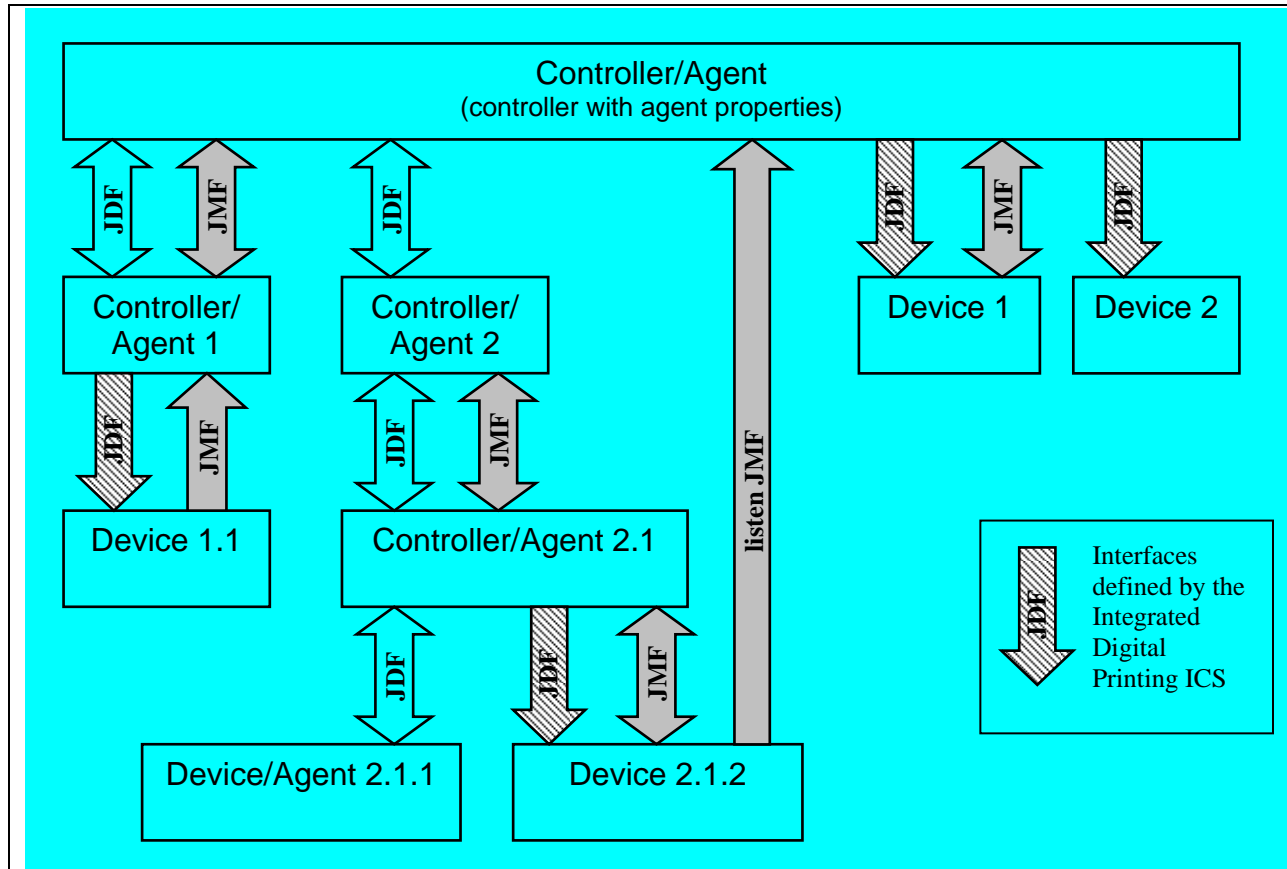 Controller/Agent
(controller with agent properties)
JDF
JMF
JDF
listen JMF
JDF
JMF
JDF
Controller/
Agent 1
Controller/
Agent 2
Device 1
Device 2
JDF
JMF
JDF
JMF
Device 1.1
Controller/Agent 2.1
JDF
JDF
JMF
Device/Agent 2.1.1
Device 2.1.2
JDF
Interfaces
defined by the
Integrated
Digital
Printing ICS